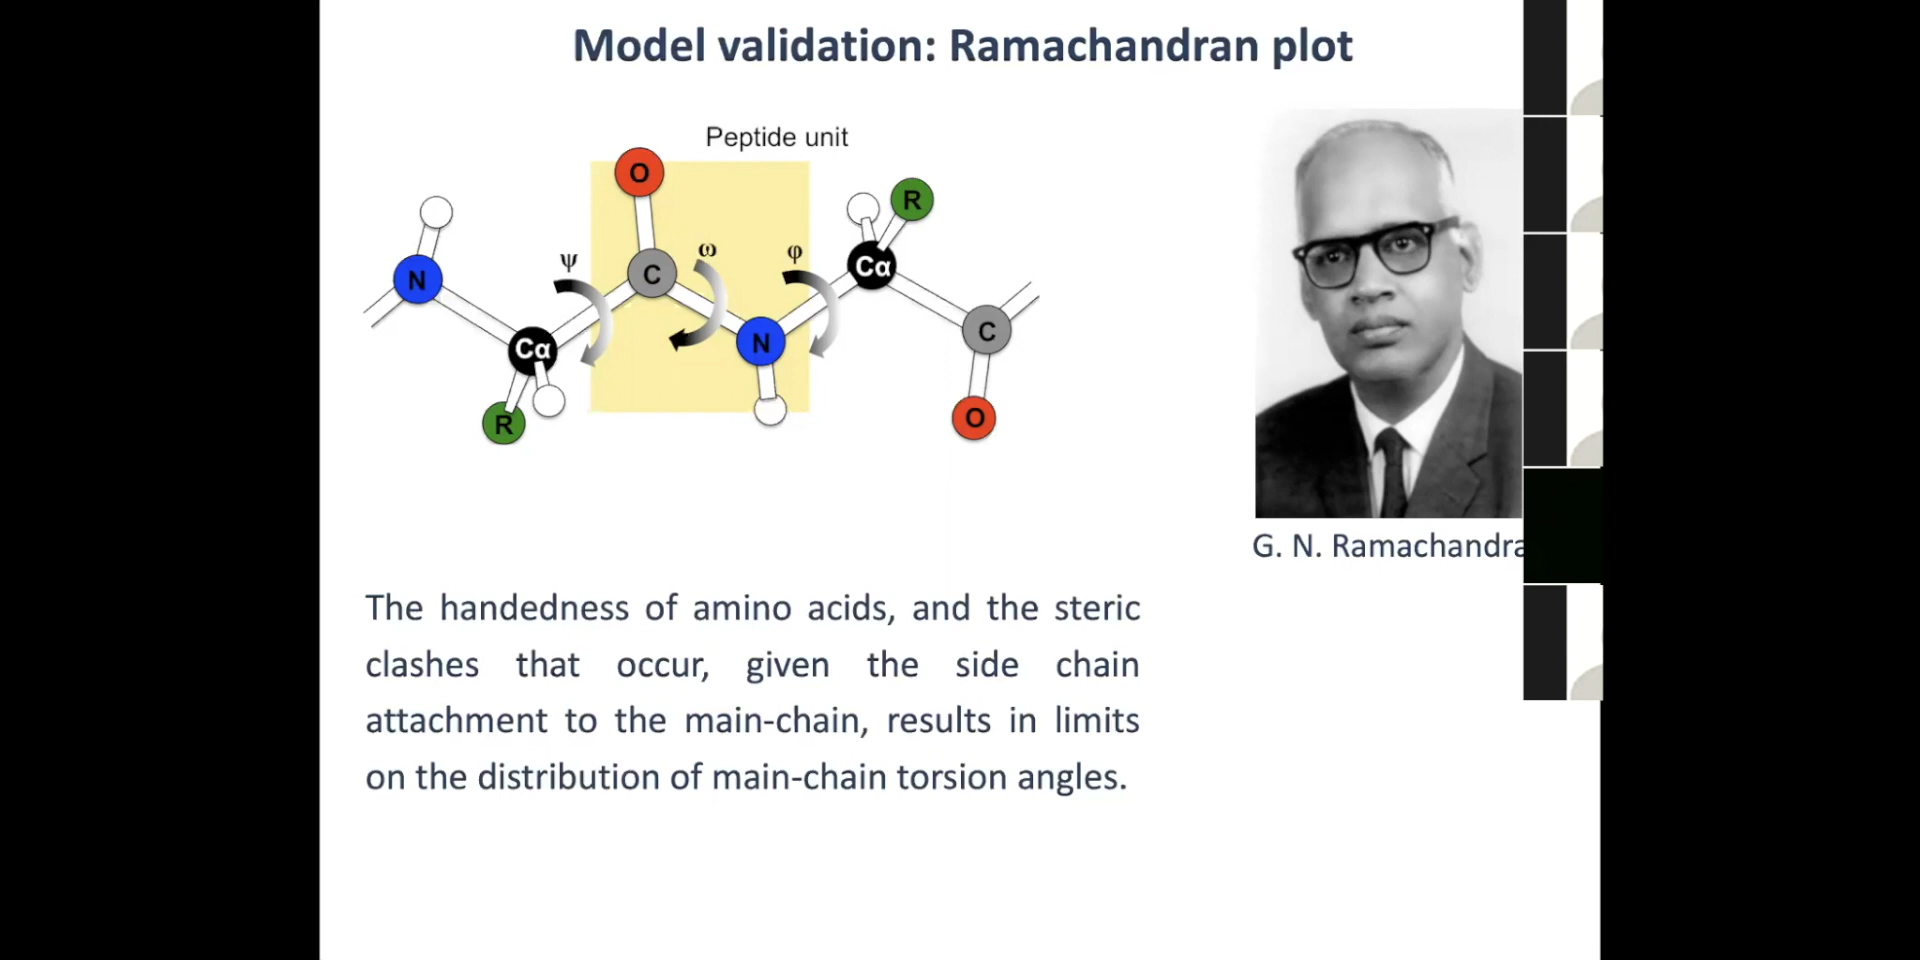 Model validation: Ramachandran plot
Peptide unit
O
R
ψ
ω
φ
N
C
Cα
Cα
N
C
R
O
G. N. Ramachandra
The handedness of amino acids, and the steric
clashes that occur, given the side chain
attachment to the main-chain, results in limits
on the distribution of main-chain torsion angles.